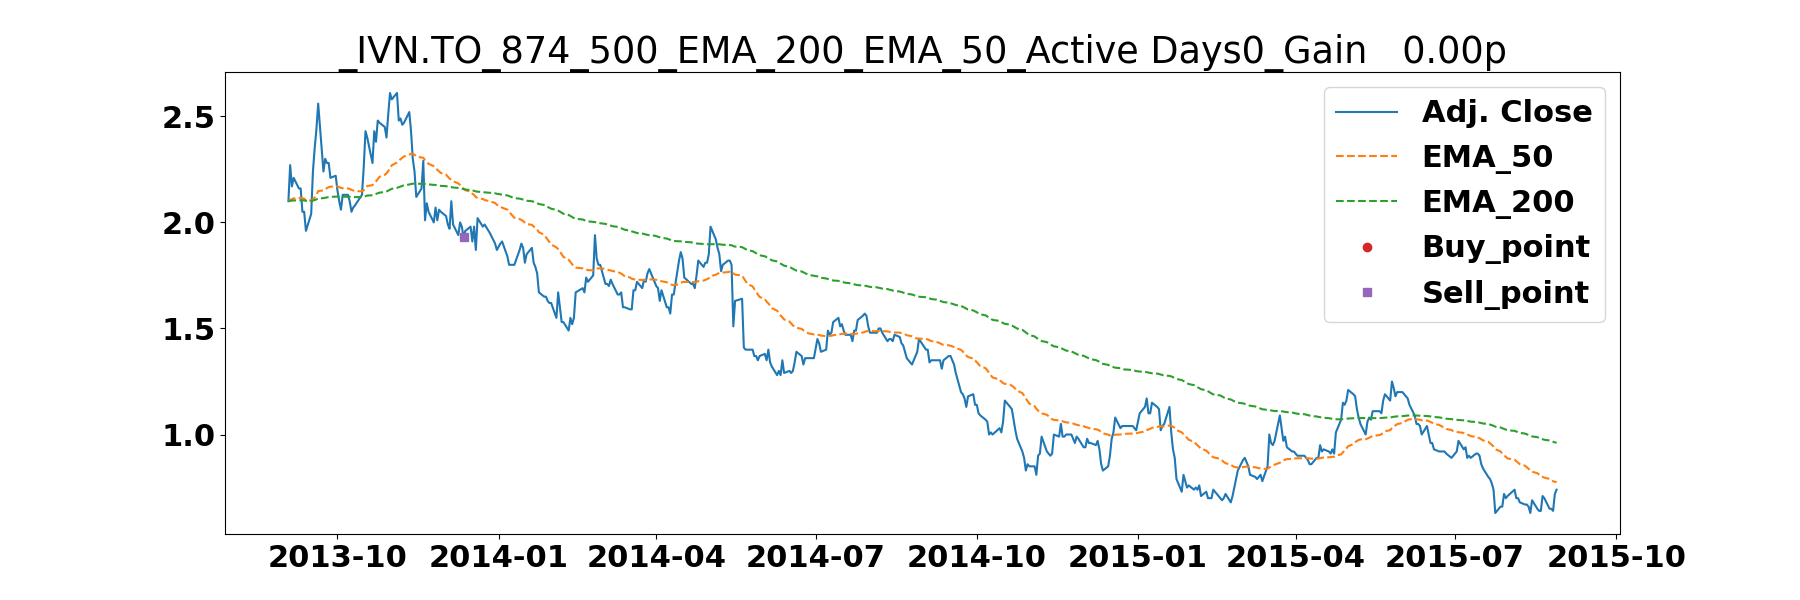 _IVN.TO_874_500_EMA_200_EMA_50_Active Days0_Gain   0.00p
2.5
2.0
1.5
1.0
Adj. Close
EMA_50
EMA_200
Buy_point
Sell_point
2013-10 2014-01 2014-04 2014-07 2014-10 2015-01 2015-04 2015-07 2015-10